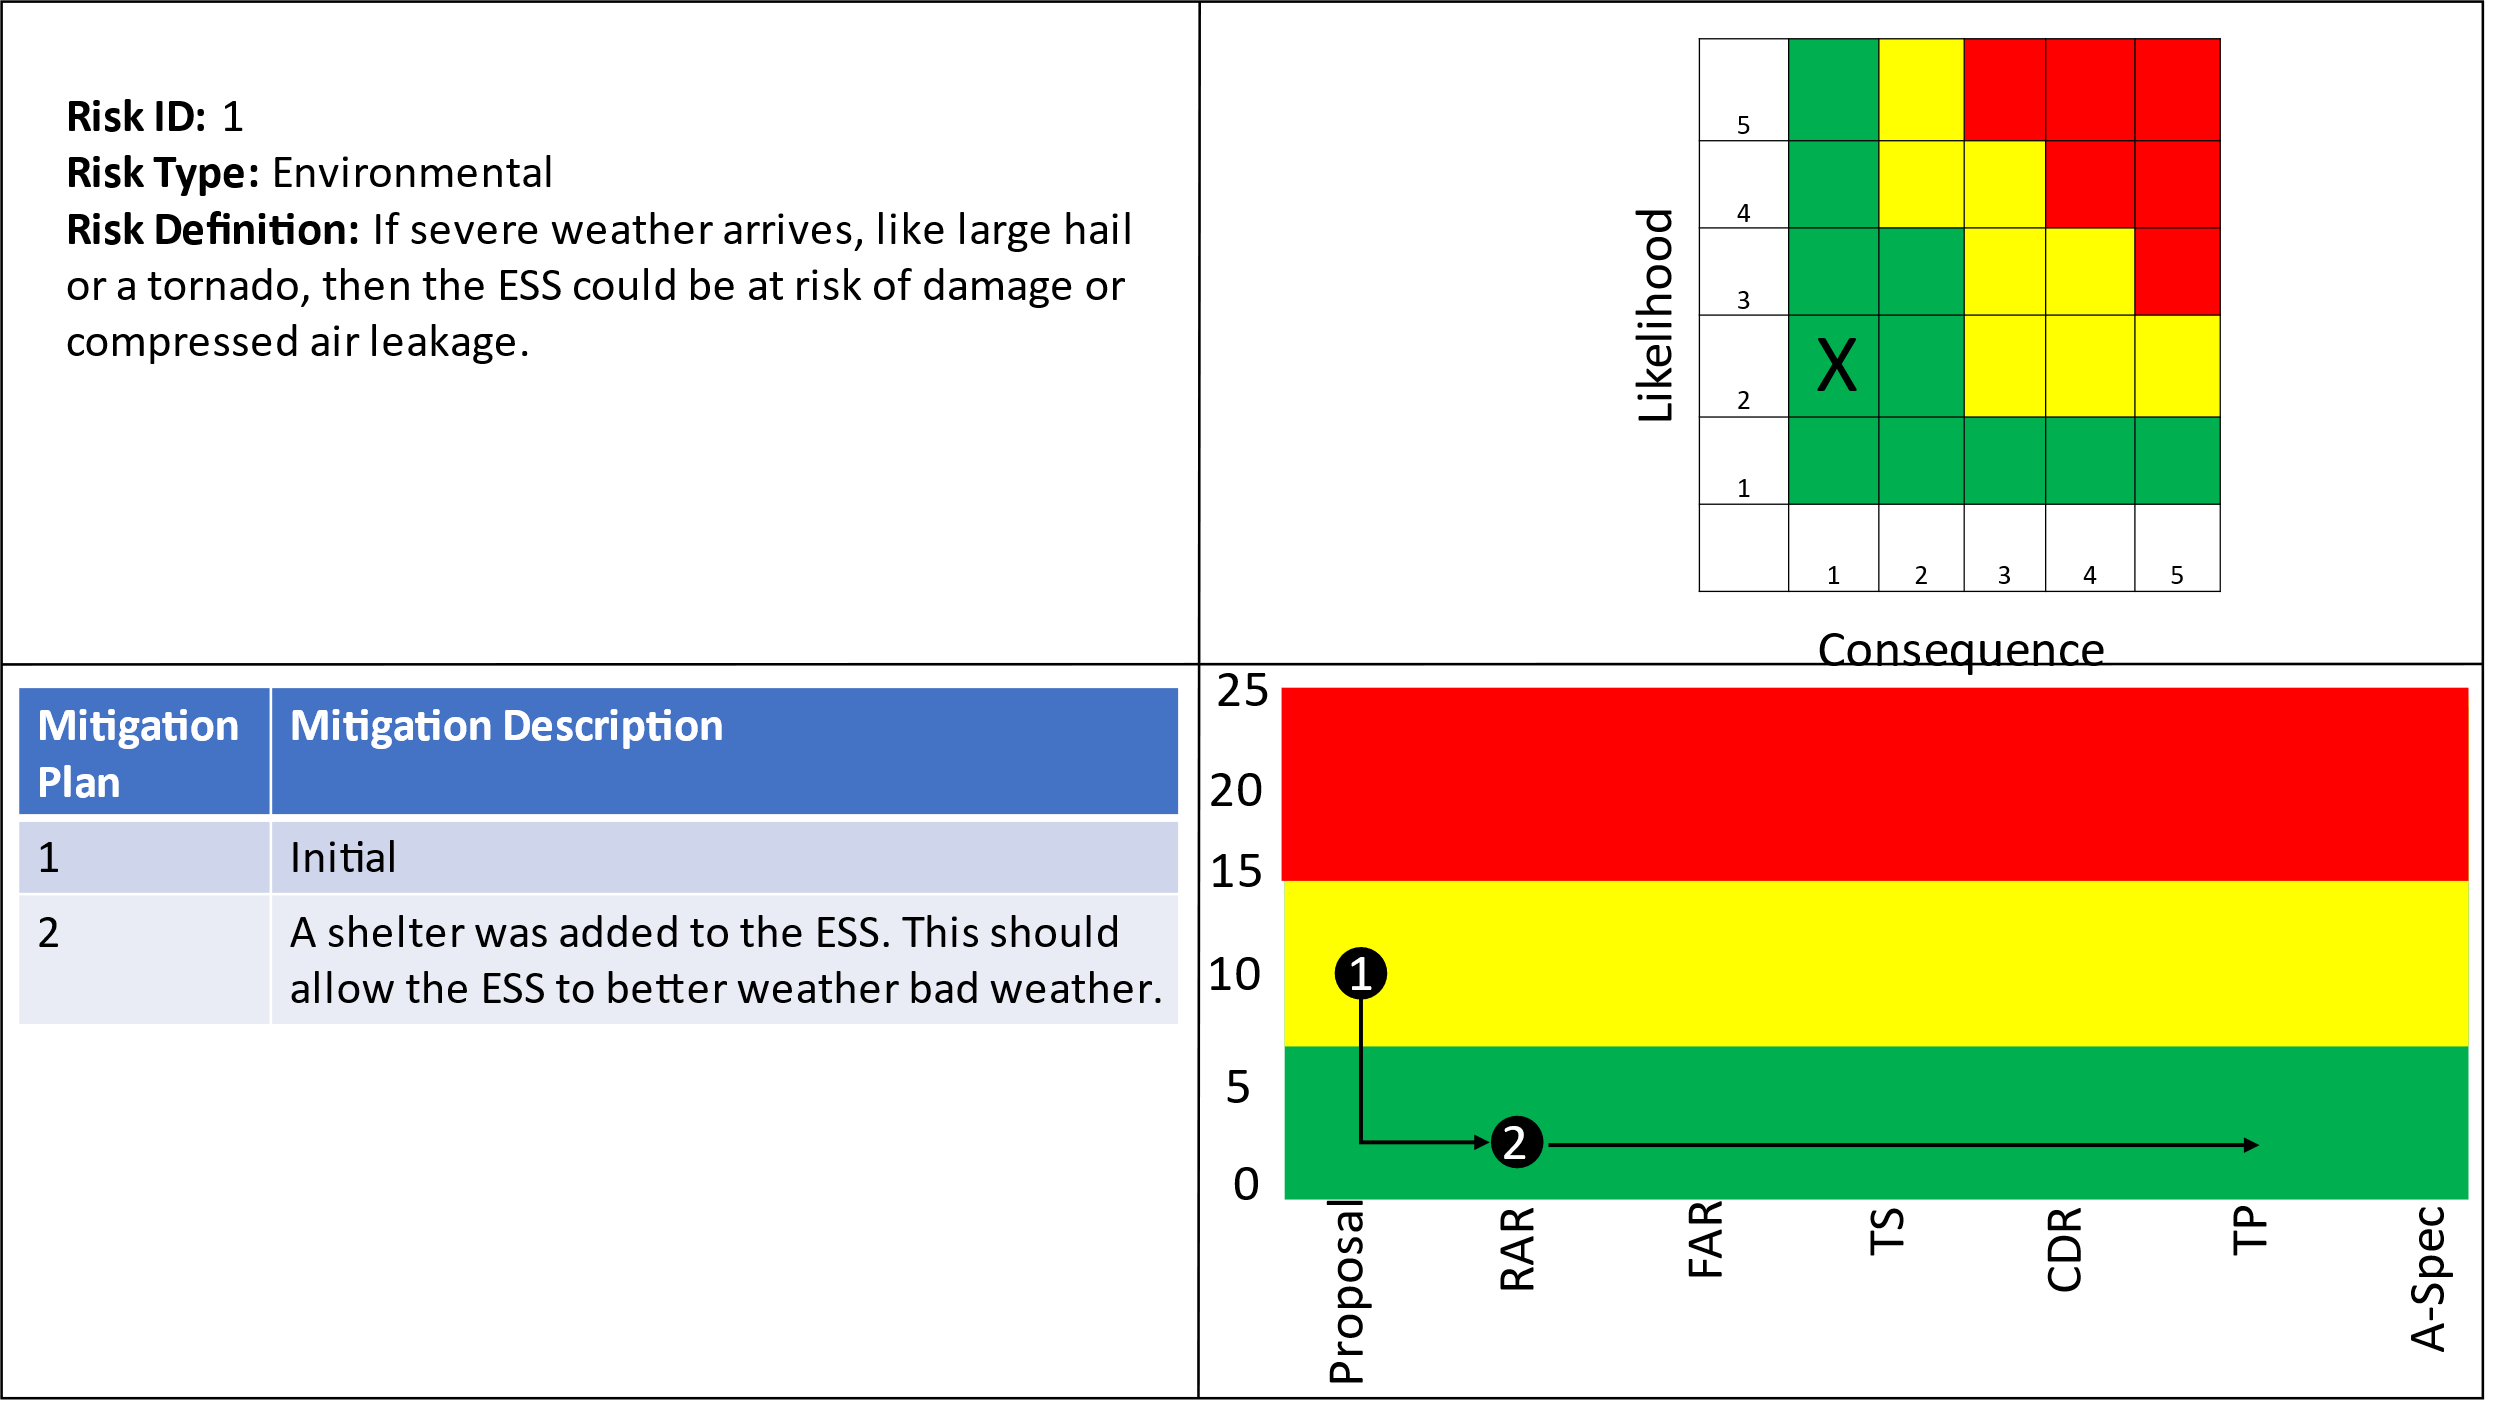 Risk ID: 1
Risk Type: Environmental
Risk Definition: If severe weather arrives, like large hail
or a tornado, then the ESS could be at risk of damage or
compressed air leakage.
Likelihood
5
4
3
2
X
1
1 2 3 4 5
Consequence
Mitigation
Plan
Mitigation Description
1 Initial
2 A shelter was added to the ESS. This should
allow the ESS to better weather bad weather.
25
20
15
10
5
0
1
2
Proposal
RAR
FAR
TS
CDR
TP
A-Spec